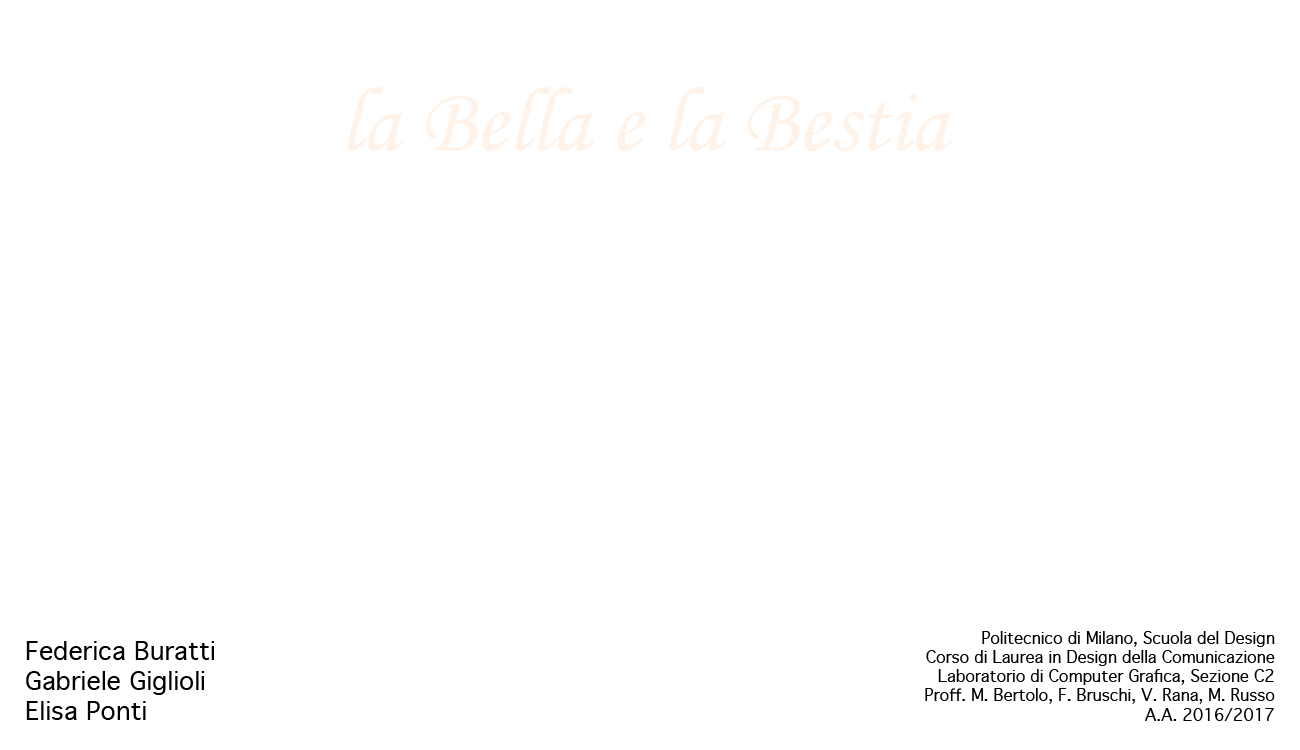 la Bella e la Bestia
Federica Buratti
Gabriele Giglioli
Elisa Ponti
Politecnico di Milano, Scuola del Design
Corso di Laurea in Design della Comunicazione
Laboratorio di Computer Grafica, Sezione C2
Proff. M. Bertolo, F. Bruschi, V. Rana, M. Russo
A.A. 2016/2017